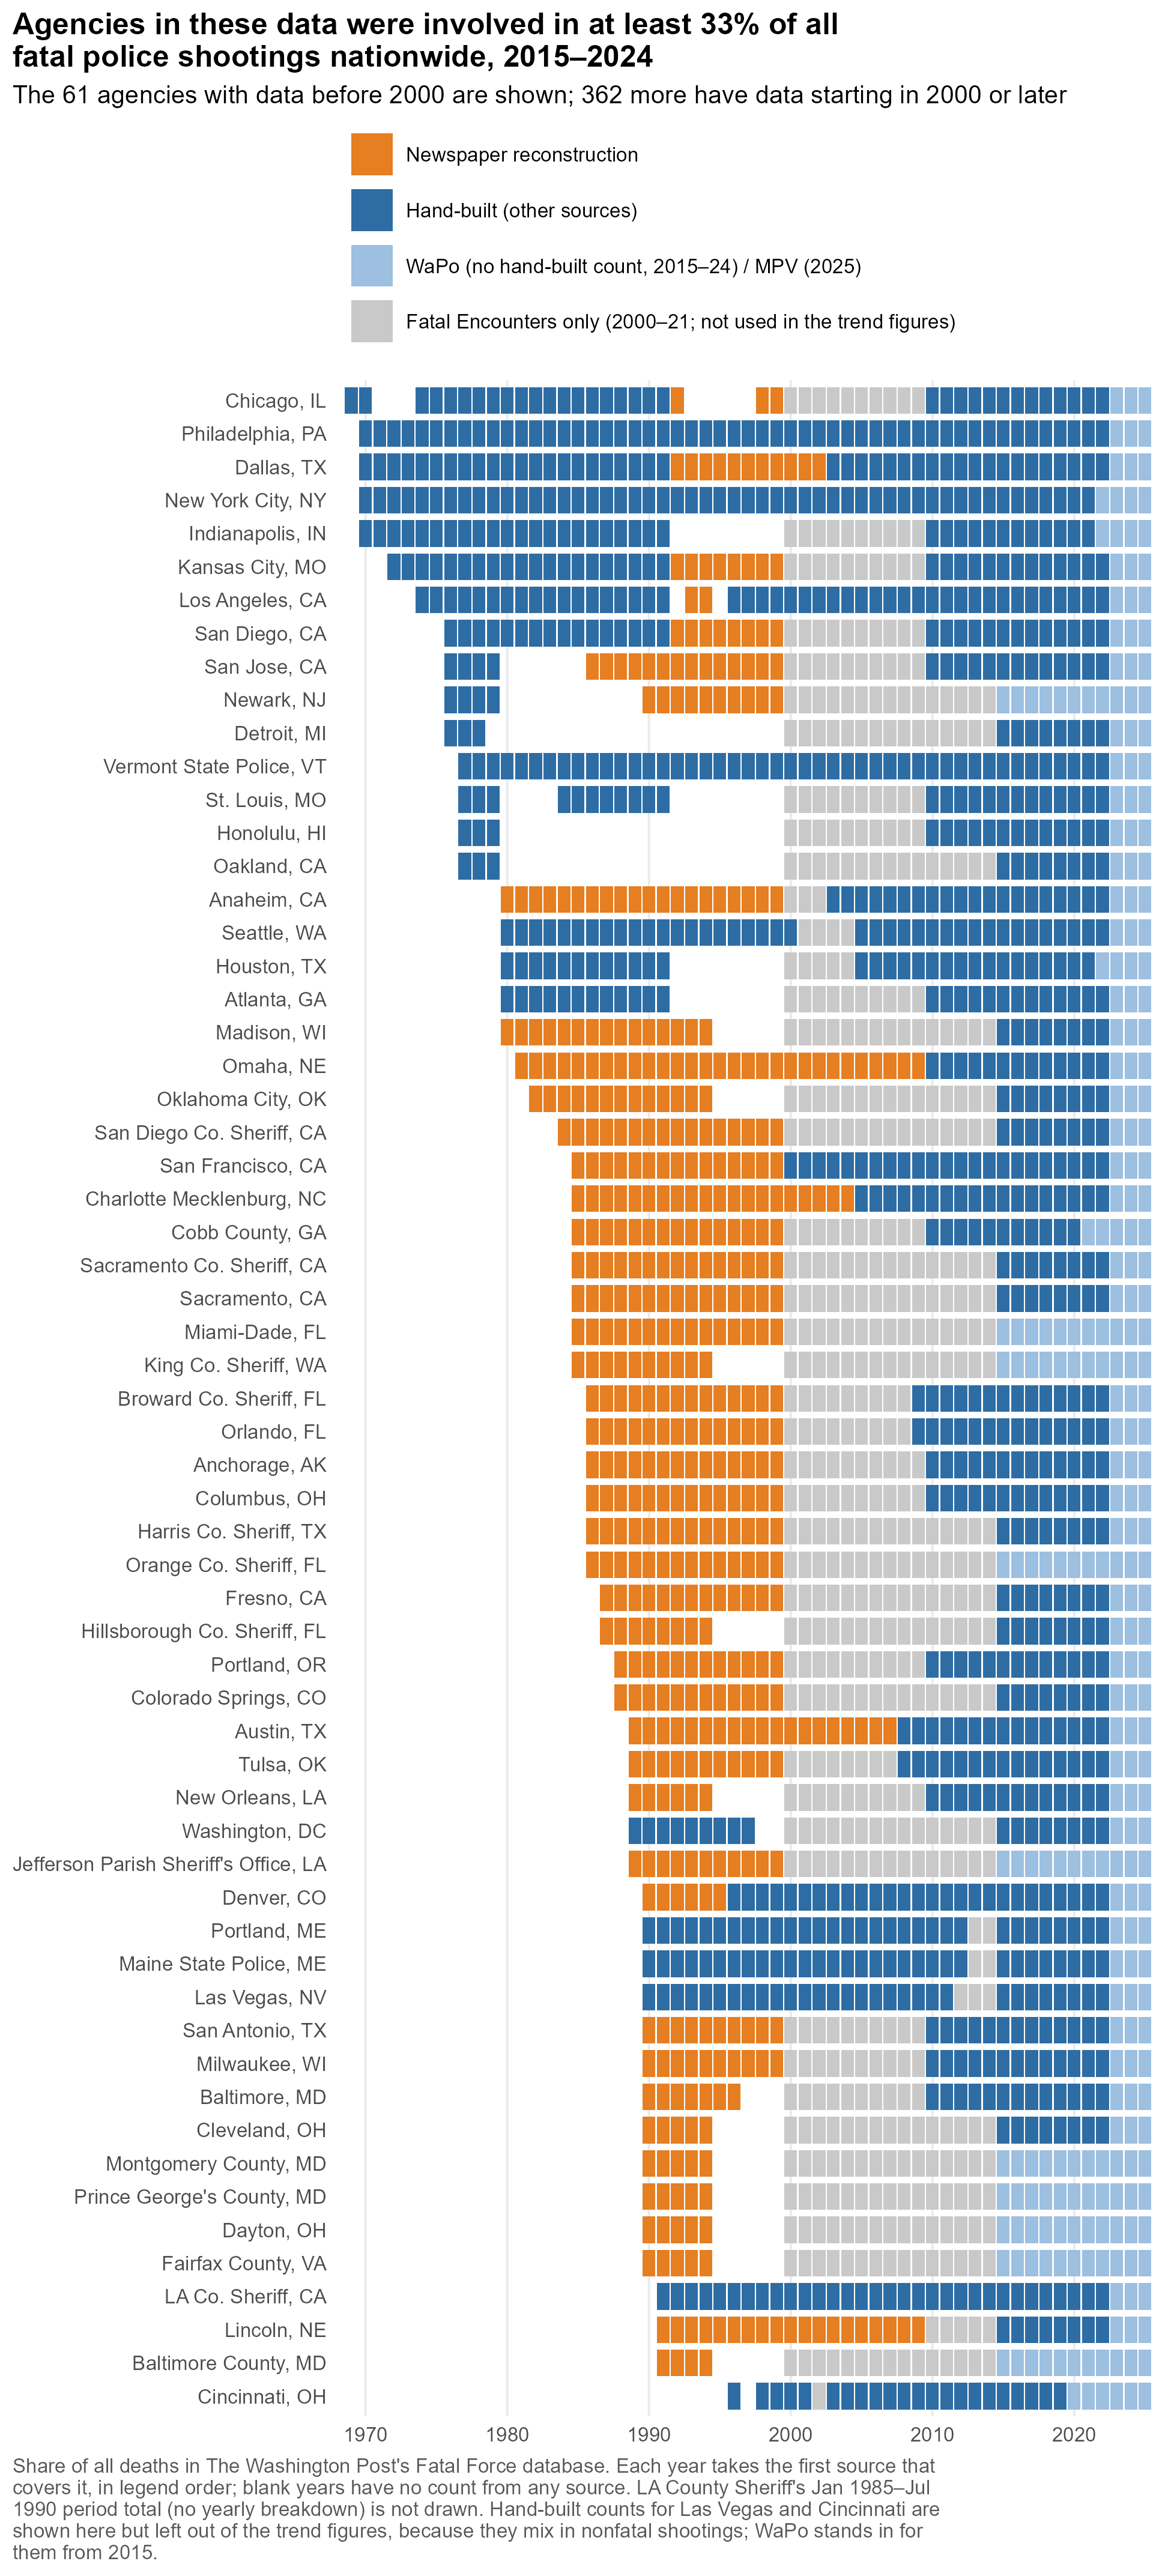 Agencies in these data were involved in at least 33% of all
fatal police shootings nationwide, 2015–2024
The 61 agencies with data before 2000 are shown; 362 more have data starting in 2000 or later
Newspaper reconstruction
Hand-built (other sources)
WaPo (no hand-built count, 2015–24) / MPV (2025)
Fatal Encounters only (2000–21; not used in the trend figures)
Chicago, IL
Philadelphia, PA
Dallas, TX
New York City, NY
Indianapolis, IN
Kansas City, MO
Los Angeles, CA
San Diego, CA
San Jose, CA
Newark, NJ
Detroit, MI
Vermont State Police, VT
St. Louis, MO
Honolulu, HI
Oakland, CA
Anaheim, CA
Seattle, WA
Houston, TX
Atlanta, GA
Madison, WI
Omaha, NE
Oklahoma City, OK
San Diego Co. Sheriff, CA
San Francisco, CA
Charlotte Mecklenburg, NC
Cobb County, GA
Sacramento Co. Sheriff, CA
Sacramento, CA
Miami-Dade, FL
King Co. Sheriff, WA
Broward Co. Sheriff, FL
Orlando, FL
Anchorage, AK
Columbus, OH
Harris Co. Sheriff, TX
Orange Co. Sheriff, FL
Fresno, CA
Hillsborough Co. Sheriff, FL
Portland, OR
Colorado Springs, CO
Austin, TX
Tulsa, OK
New Orleans, LA
Washington, DC
Jefferson Parish Sheriff's Office, LA
Denver, CO
Portland, ME
Maine State Police, ME
Las Vegas, NV
San Antonio, TX
Milwaukee, WI
Baltimore, MD
Cleveland, OH
Montgomery County, MD
Prince George's County, MD
Dayton, OH
Fairfax County, VA
LA Co. Sheriff, CA
Lincoln, NE
Baltimore County, MD
Cincinnati, OH
1970 1980 1990 2000 2010 2020
Share of all deaths in The Washington Post's Fatal Force database. Each year takes the first source that
covers it, in legend order; blank years have no count from any source. LA County Sheriff's Jan 1985–Jul
1990 period total (no yearly breakdown) is not drawn. Hand-built counts for Las Vegas and Cincinnati are
shown here but left out of the trend figures, because they mix in nonfatal shootings; WaPo stands in for
them from 2015.